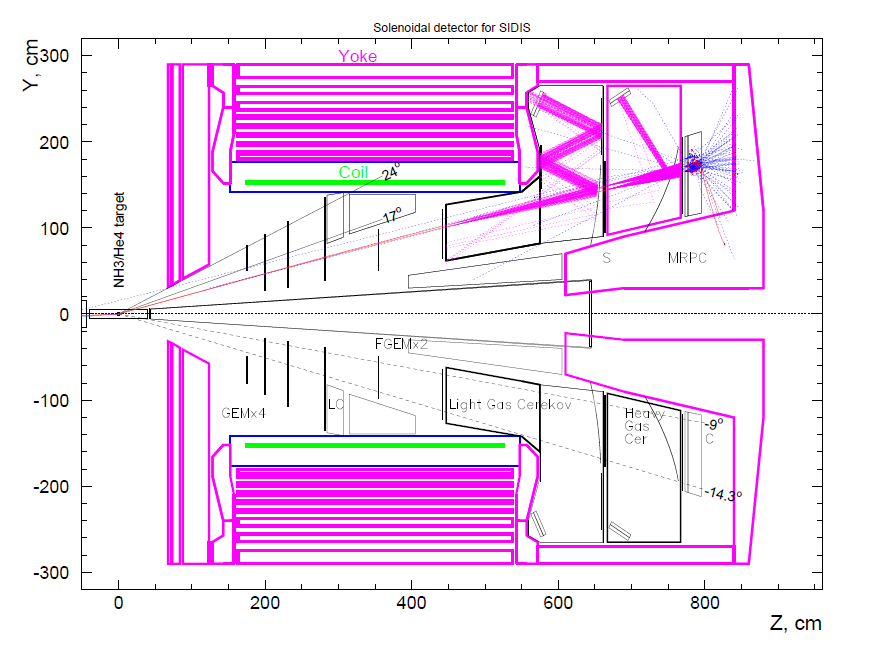 Solenoidal detector for SIDIS
Y, cm
300
200
100
0
-100
-200
-300
Yoke
Coil
24°
17°
NH3/He4 target
S
MRPC
FGEMx2
GEMx4
LC
Light Gas Cerekov
Heavy
Gas
Cer
-9°
C
-14.3°
0
200
400
600
800
Z, cm